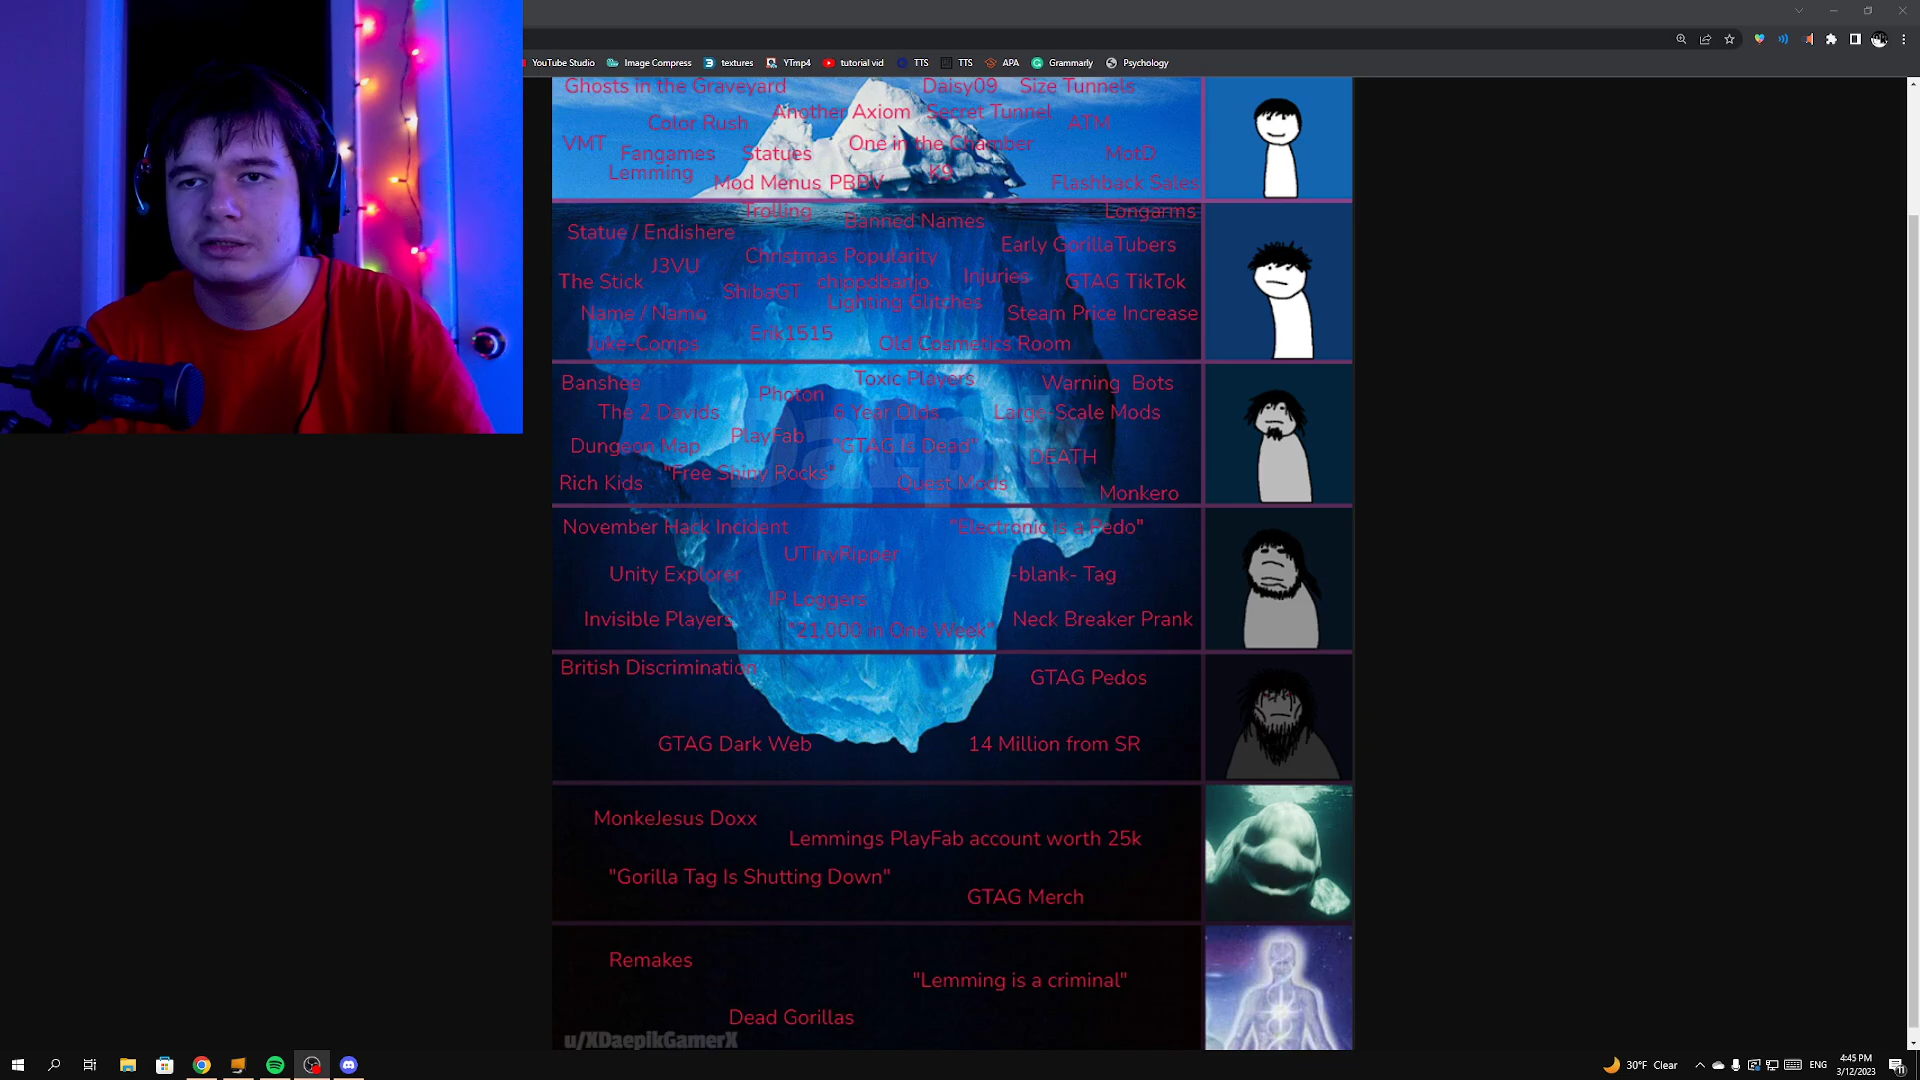 YouTube Studio Image Compress textures YTmp4 tutorial vid TTS TTS APA Grammarly Psychology
Ghosts in the Graveyard Daisy09 Size Tunnels
Color Rush Another Axiom Secret Tunnel ATM
VMT Fangames Statues One in the Chamber MotD
Lemming Mod Menus PBBV K9 Flashback Sales
Trolling Banned Names Longarms
Statue / Endishere Early GorillaTubers
J3VU Christmas Popularity
The Stick ShibaGT chippdbanjo Injuries GTAG TikTok
Name / Namo Lighting Glitches Steam Price Increase
Juke-Comps Erik1515 Old Cosmetics Room
Banshee Photon Toxic Players Warning Bots
The 2 Davids 6 Year Olds Large-Scale Mods
Dungeon Map PlayFab "GTAG Is Dead" DEATH
Rich Kids "Free Shiny Rocks" Quest Mods Monkero
Daepik
November Hack Incident "Electronic is a Pedo"
UTinyRipper
Unity Explorer -blank- Tag
IP Loggers
Invisible Players "21,000 in One Week" Neck Breaker Prank
British Discrimination GTAG Pedos
GTAG Dark Web 14 Million from SR
MonkeJesus Doxx
Lemmings PlayFab account worth 25k
"Gorilla Tag Is Shutting Down"
GTAG Merch
Remakes
"Lemming is a criminal"
Dead Gorillas
u/XDaepikGamerX
30°F Clear ENG 4:45 PM
3/12/2023 11